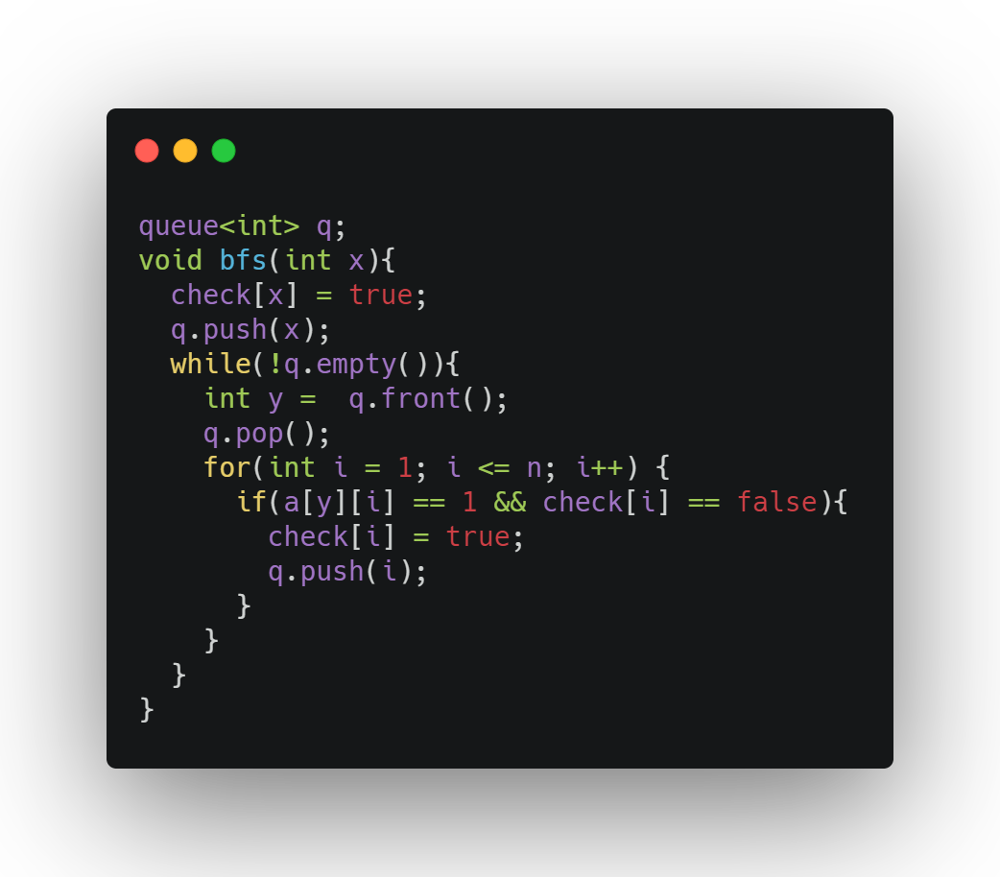 queue<int> q;
void bfs(int x){
  check[x] = true;
  q.push(x);
  while(!q.empty()){
    int y =  q.front();
    q.pop();
    for(int i = 1; i <= n; i++) {
      if(a[y][i] == 1 && check[i] == false){
        check[i] = true;
        q.push(i);
      }
    }
  }
}